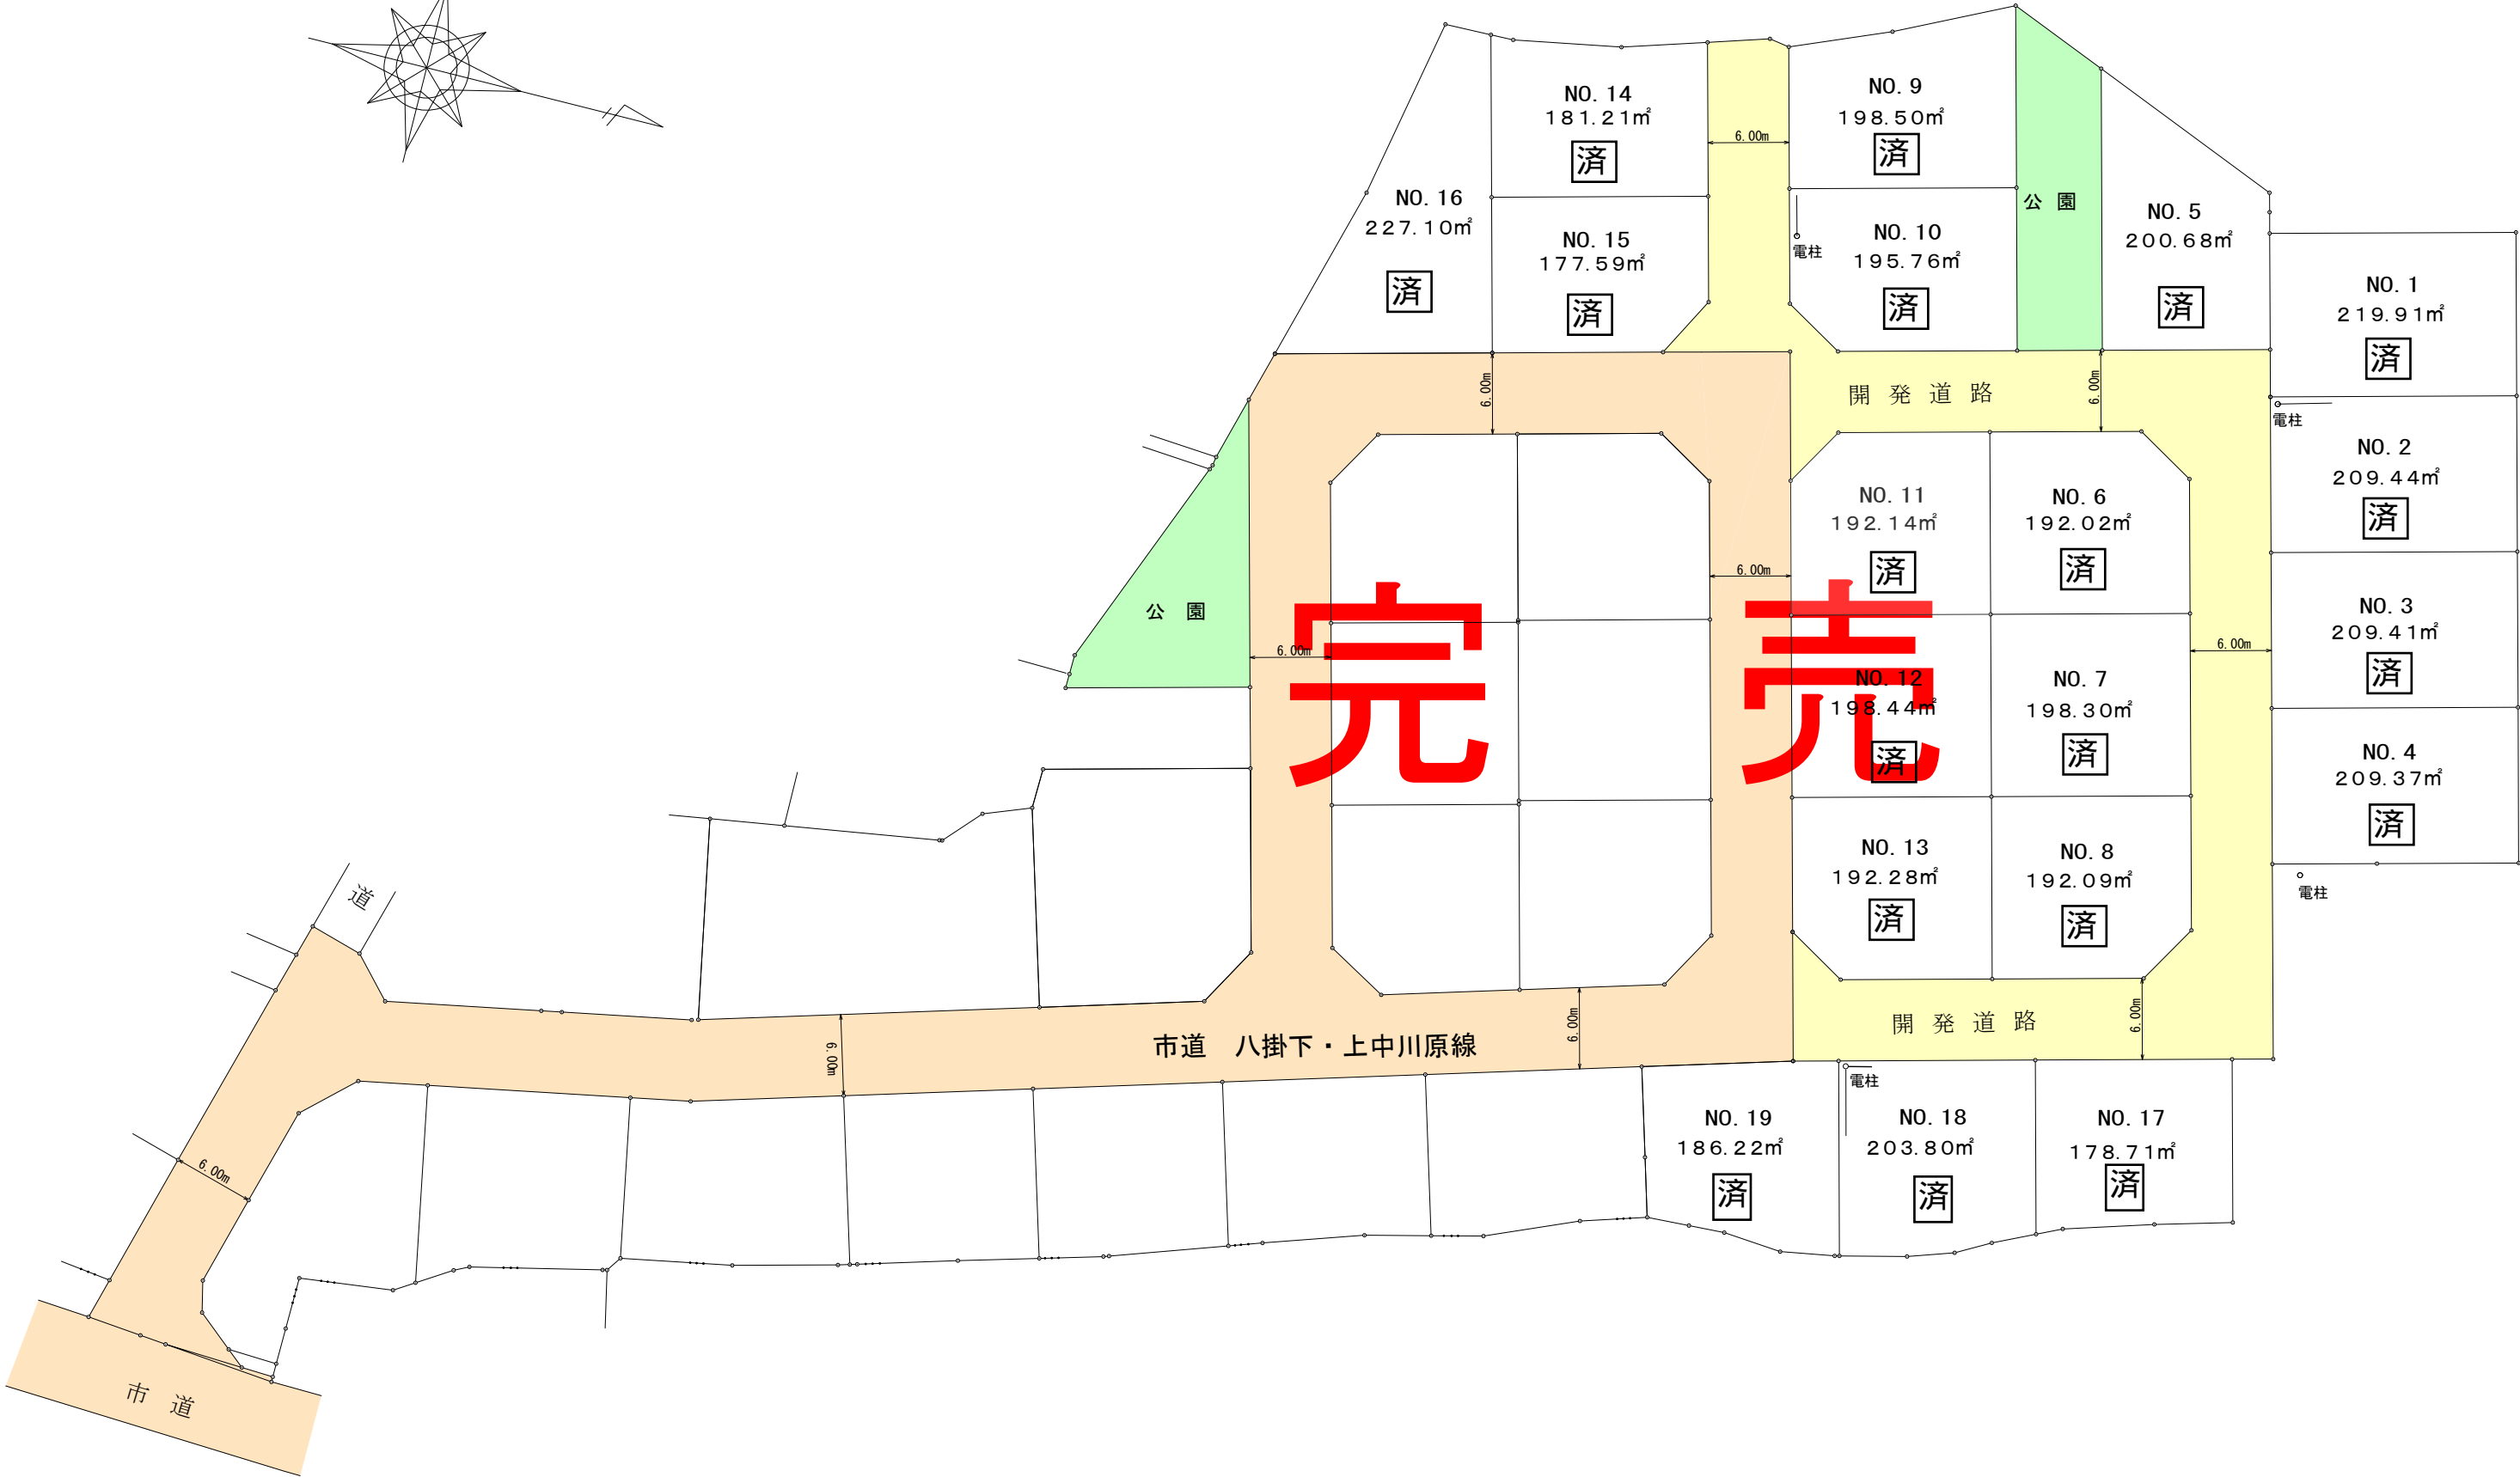 NO. 14
181.21㎡
済
NO. 9
198.50㎡
済
6.00m
NO. 16
227.10㎡
済
NO. 15
177.59㎡
済
NO. 10
195.76㎡
済
電柱
公 園
NO. 5
200.68㎡
済
NO. 1
219.91㎡
済
6.00m
開 発 道 路
6.00m
電柱
NO. 2
209.44㎡
済
NO. 11
192.14㎡
済
NO. 6
192.02㎡
済
6.00m
公 園
6.00m
完 売
NO. 3
209.41㎡
済
6.00m
NO. 12
198.44㎡
済
NO. 7
198.30㎡
済
NO. 4
209.37㎡
済
NO. 13
192.28㎡
済
NO. 8
192.09㎡
済
電柱
道
6.00m
市道 八掛下・上中川原線
6.00m
開 発 道 路
6.00m
電柱
NO. 19
186.22㎡
済
NO. 18
203.80㎡
済
NO. 17
178.71㎡
済
6.00m
市 道